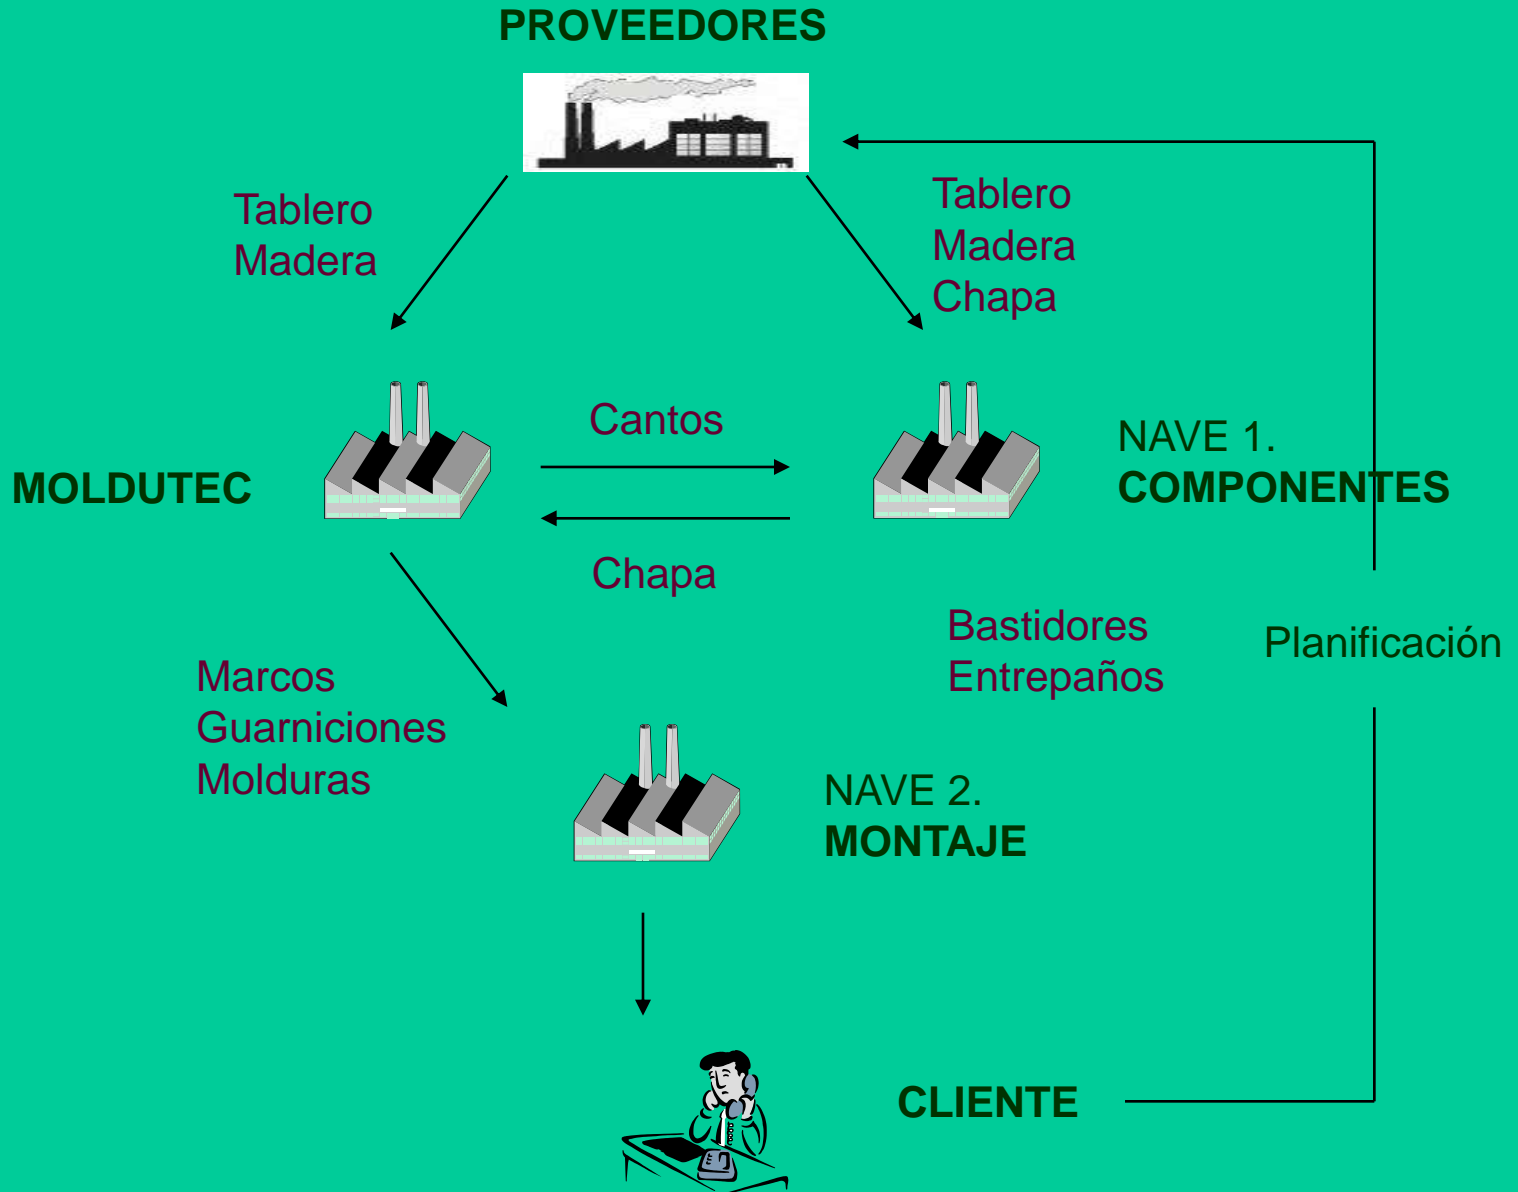 PROVEEDORES
Tablero
Madera
Tablero
Madera
Chapa
Cantos
MOLDUTEC
NAVE 1.
COMPONENTES
Chapa
Bastidores
Entrepaños
Planificación
Marcos
Guarniciones
Molduras
NAVE 2.
MONTAJE
CLIENTE